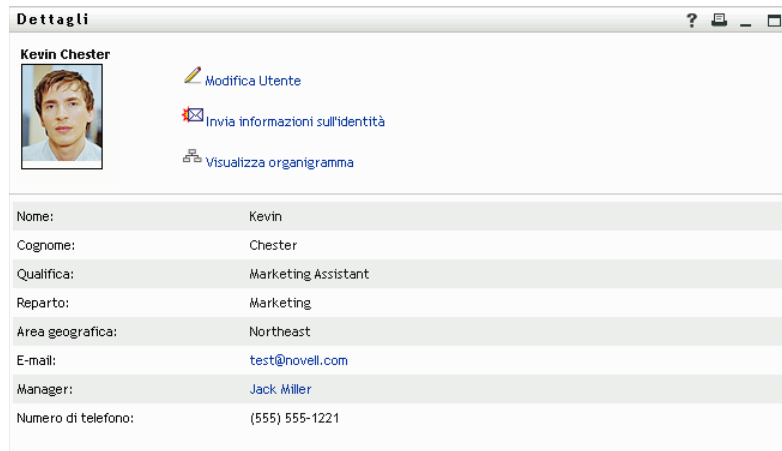 Dettagli ?
Kevin Chester
Modifica Utente
Invia informazioni sull'identità
Visualizza organigramma
Nome: Kevin
Cognome: Chester
Qualifica: Marketing Assistant
Reparto: Marketing
Area geografica: Northeast
E-mail: test@novell.com
Manager: Jack Miller
Numero di telefono: (555) 555-1221